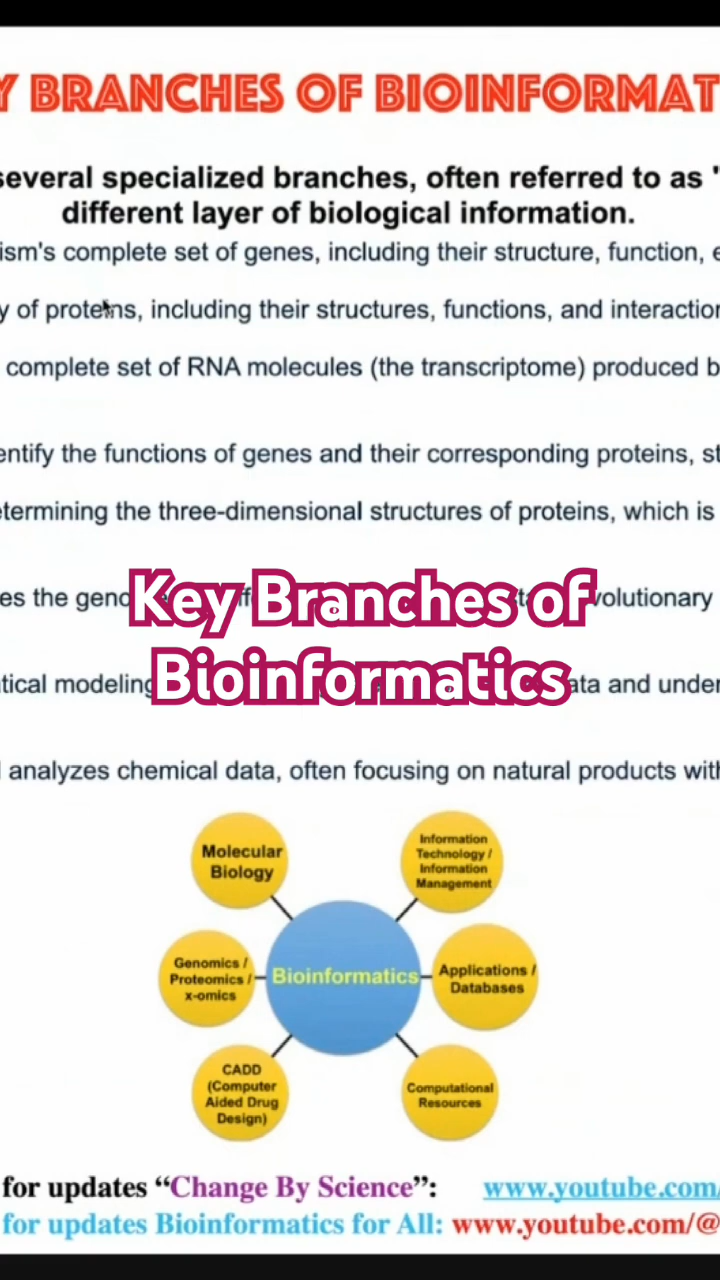 Y BRANCHES OF BIOINFORMAT
several specialized branches, often referred to as "
different layer of biological information.
ism's complete set of genes, including their structure, function, e
y of proteins, including their structures, functions, and interaction
complete set of RNA molecules (the transcriptome) produced b
entify the functions of genes and their corresponding proteins, st
etermining the three-dimensional structures of proteins, which is
es the geno
volutionary
Key Branches of
Bioinformatics
tical modeling
ata and under
analyzes chemical data, often focusing on natural products with
Molecular
Biology
Information
Technology /
Information
Management
Genomics /
Proteomics /
x-omics
Bioinformatics
Applications /
Databases
CADD
(Computer
Aided Drug
Design)
Computational
Resources
for updates “Change By Science”: www.youtube.com/
for updates Bioinformatics for All: www.youtube.com/@